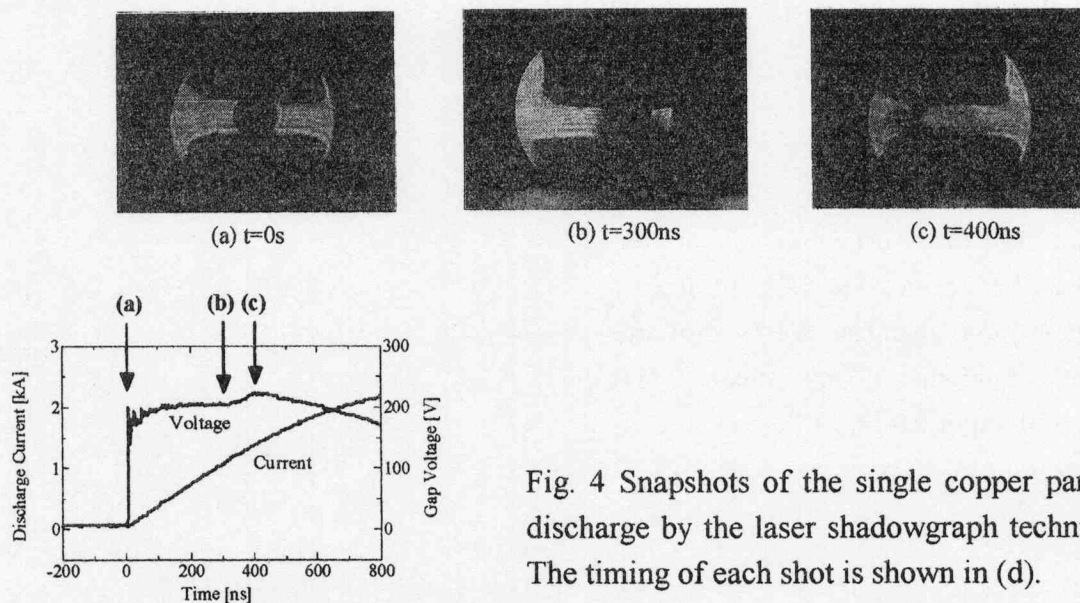 (a) t=0s
(b) t=300ns
(c) t=400ns
(a)
(b) (c)
3
300
Discharge Current [kA]
2
200
Gap Voltage [V]
Voltage
1
100
Current
0
0
-200 0 200 400 600 800
Time [ns]
Fig. 4 Snapshots of the single copper
discharge by the laser shadowgraph
The timing of each shot is shown in (d).